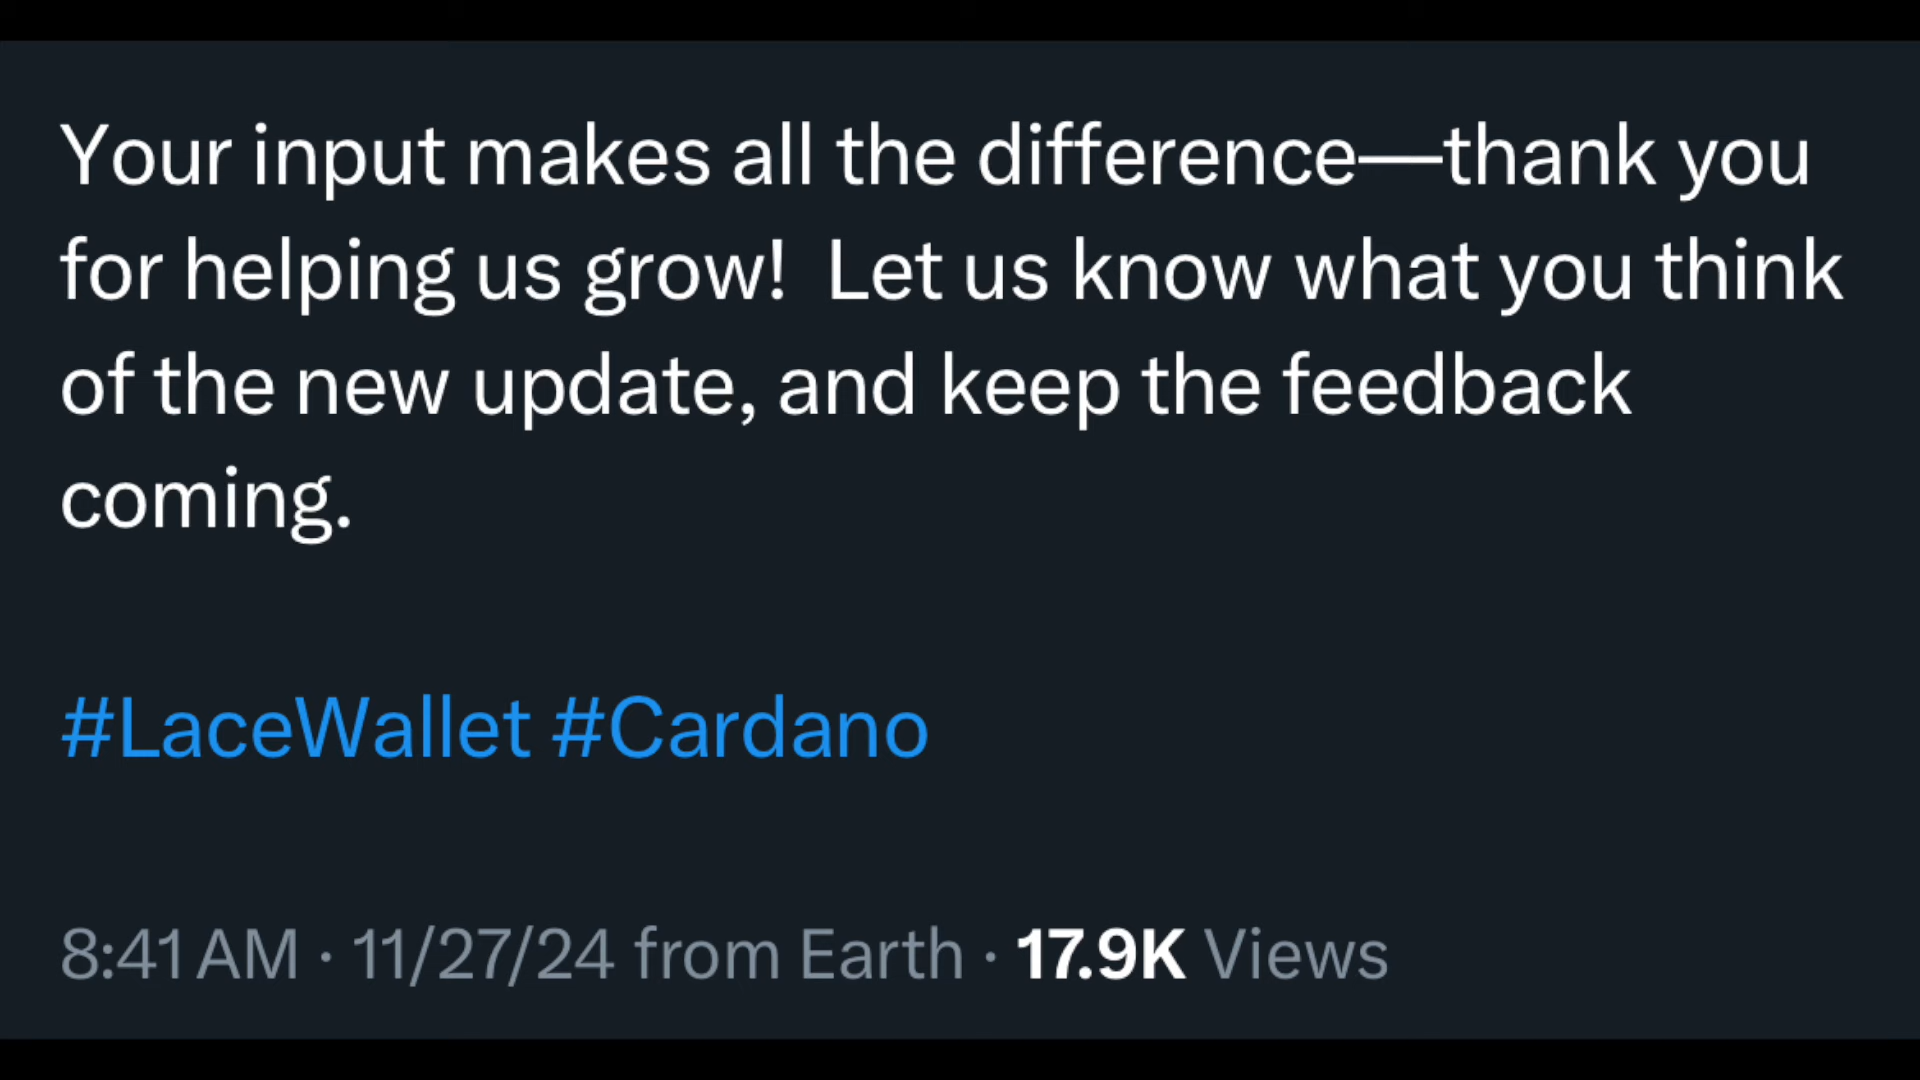 Your input makes all the difference—thank you
for helping us grow!  Let us know what you think
of the new update, and keep the feedback
coming.
#LaceWallet #Cardano
8:41 AM · 11/27/24 from Earth · 17.9K Views